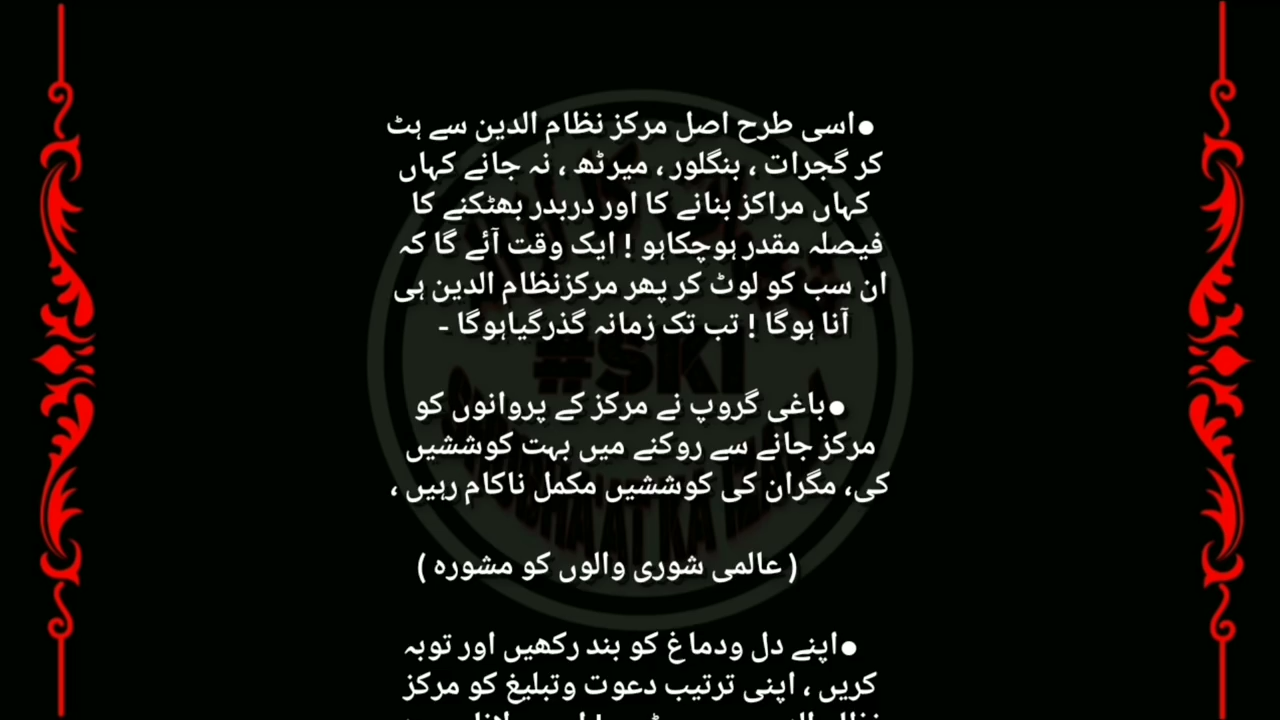 ●اسی طرح اصل مرکز نظام الدین سے ہٹ
کر گجرات ، بنگلور ، میرٹھ ، نہ جانے کہاں
کہاں مراکز بنانے کا اور دربدر بھٹکنے کا
فیصلہ مقدر ہوچکاہو ! ایک وقت آئے گا کہ
ان سب کو لوٹ کر پھر مرکزنظام الدین ہی
آنا ہوگا ! تب تک زمانہ گذرگیاہوگا -
●باغی گروپ نے مرکز کے پروانوں کو
مرکز جانے سے روکنے میں بہت کوششیں
کی، مگران کی کوششیں مکمل ناکام رہیں ،
( عالمی شوری والوں کو مشورہ )
●اپنے دل ودماغ کو بند رکھیں اور توبہ
کریں ، اپنی ترتیب دعوت وتبلیغ کو مرکز
#SKI